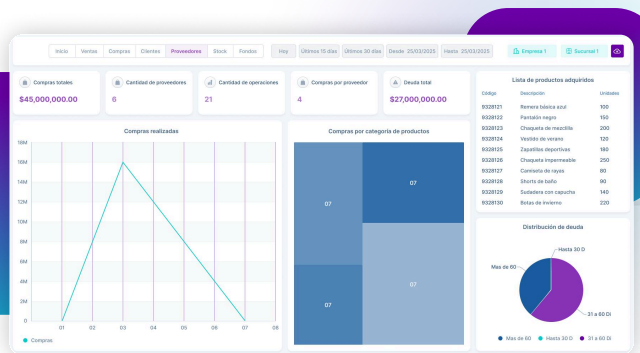 Inicio Ventas Compras Clientes Proveedores Stock Fondos Hoy Últimos 15 días Últimos 30 días Desde 25/03/2025 Hasta 25/03/2025 Empresa 1 Sucursal 1
Compras totales
$45,000,000.00
Cantidad de proveedores
6
Cantidad de operaciones
21
Compras por proveedor
4
Deuda total
$27,000,000.00
Lista de productos adquiridos
Código Descripción Unidades
9328121 Remera básica azul 100
9328122 Pantalón negro 150
9328123 Chaqueta de mezclilla 200
9328124 Vestido de verano 120
9328125 Zapatillas deportivas 180
9328126 Chaqueta impermeable 250
9328127 Camiseta de rayas 80
9328128 Shorts de baño 90
9328129 Sudadera con capucha 140
9328130 Botas de invierno 220
Compras realizadas
18M
16M
14M
12M
10M
8M
6M
4M
2M
0
01 02 03 04 05 06 07 08
Compras
Compras por categoría de productos
07
07
07
07
Distribución de deuda
Hasta 30 D
Mas de 60
31 a 60 Di
Mas de 60 Hasta 30 D 31 a 60 Di